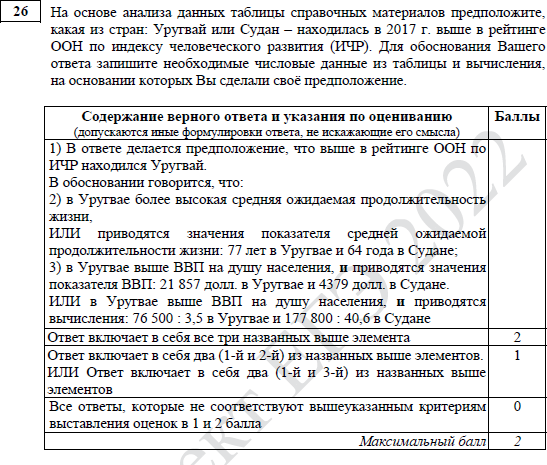 26
На основе анализа данных таблицы справочных материалов предположите,
какая из стран: Уругвай или Судан – находилась в 2017 г. выше в рейтинге
ООН по индексу человеческого развития (ИЧР). Для обоснования Вашего
ответа запишите необходимые числовые данные из таблицы и вычисления,
на основании которых Вы сделали своё предположение.
Содержание верного ответа и указания по оцениванию
(допускаются иные формулировки ответа, не искажающие его смысла)
Баллы
1) В ответе делается предположение, что выше в рейтинге ООН по
ИЧР находился Уругвай.
В обосновании говорится, что:
2) в Уругвае более высокая средняя ожидаемая продолжительность
жизни,
ИЛИ приводятся значения показателя средней ожидаемой
продолжительности жизни: 77 лет в Уругвае и 64 года в Судане;
3) в Уругвае выше ВВП на душу населения, и приводятся значения
показателя ВВП: 21 857 долл. в Уругвае и 4379 долл. в Судане.
ИЛИ в Уругвае выше ВВП на душу населения, и приводятся
вычисления: 76 500 : 3,5 в Уругвае и 177 800 : 40,6 в Судане
Ответ включает в себя все три названных выше элемента
2
Ответ включает в себя два (1-й и 2-й) из названных выше элементов.
ИЛИ Ответ включает в себя два (1-й и 3-й) из названных выше
элементов
1
Все ответы, которые не соответствуют вышеуказанным критериям
выставления оценок в 1 и 2 балла
0
Максимальный балл
2
ект ЕГЭ 2022